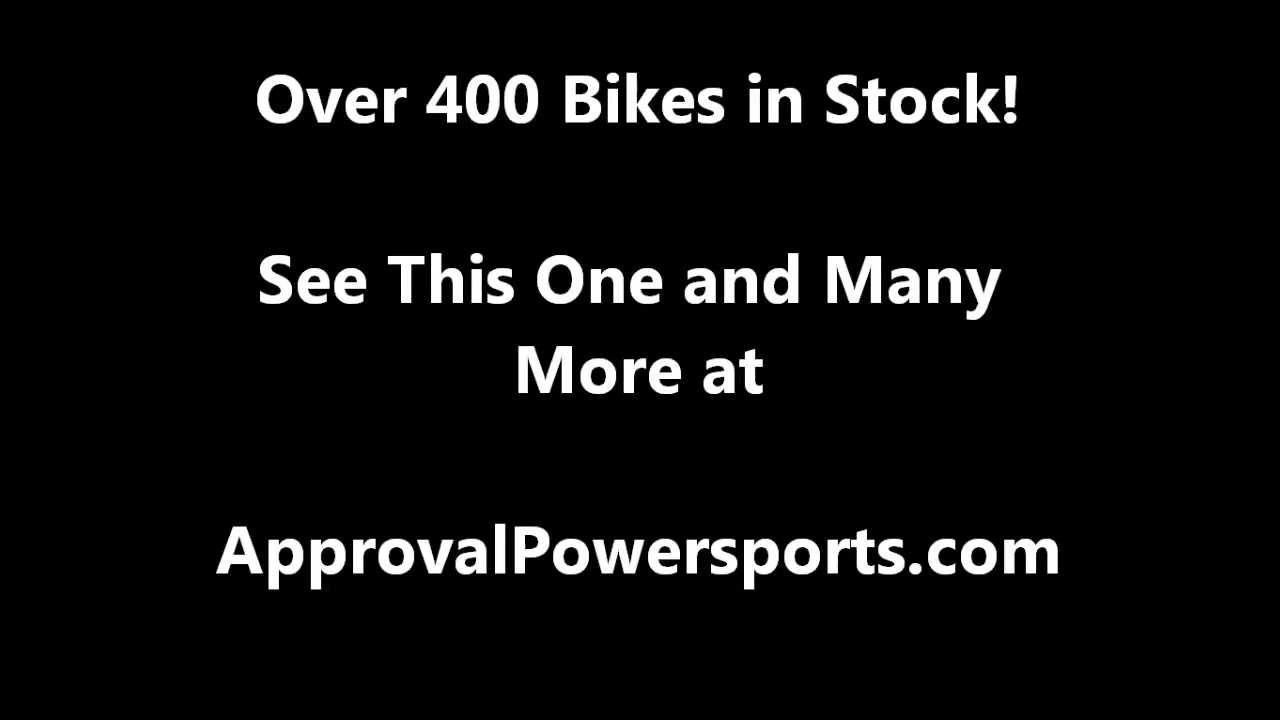 Over 400 Bikes in Stock!
See This One and Many
More at
ApprovalPowersports.com